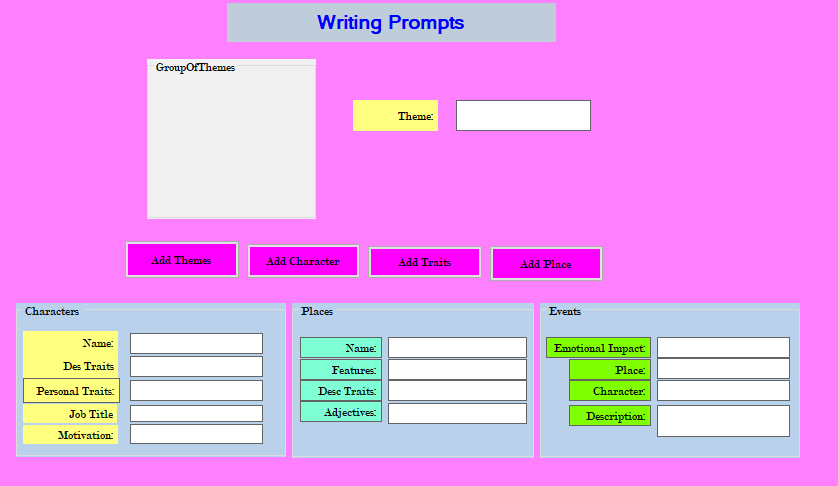 Writing Prompts
GroupOfThemes
Theme:
Add Themes
Add Character
Add Traits
Add Place
Characters
Name:
Des Traits
Personal Traits:
Job Title
Motivation:
Places
Name:
Features:
Desc Traits:
Adjectives:
Events
Emotional Impact:
Place:
Character:
Description: